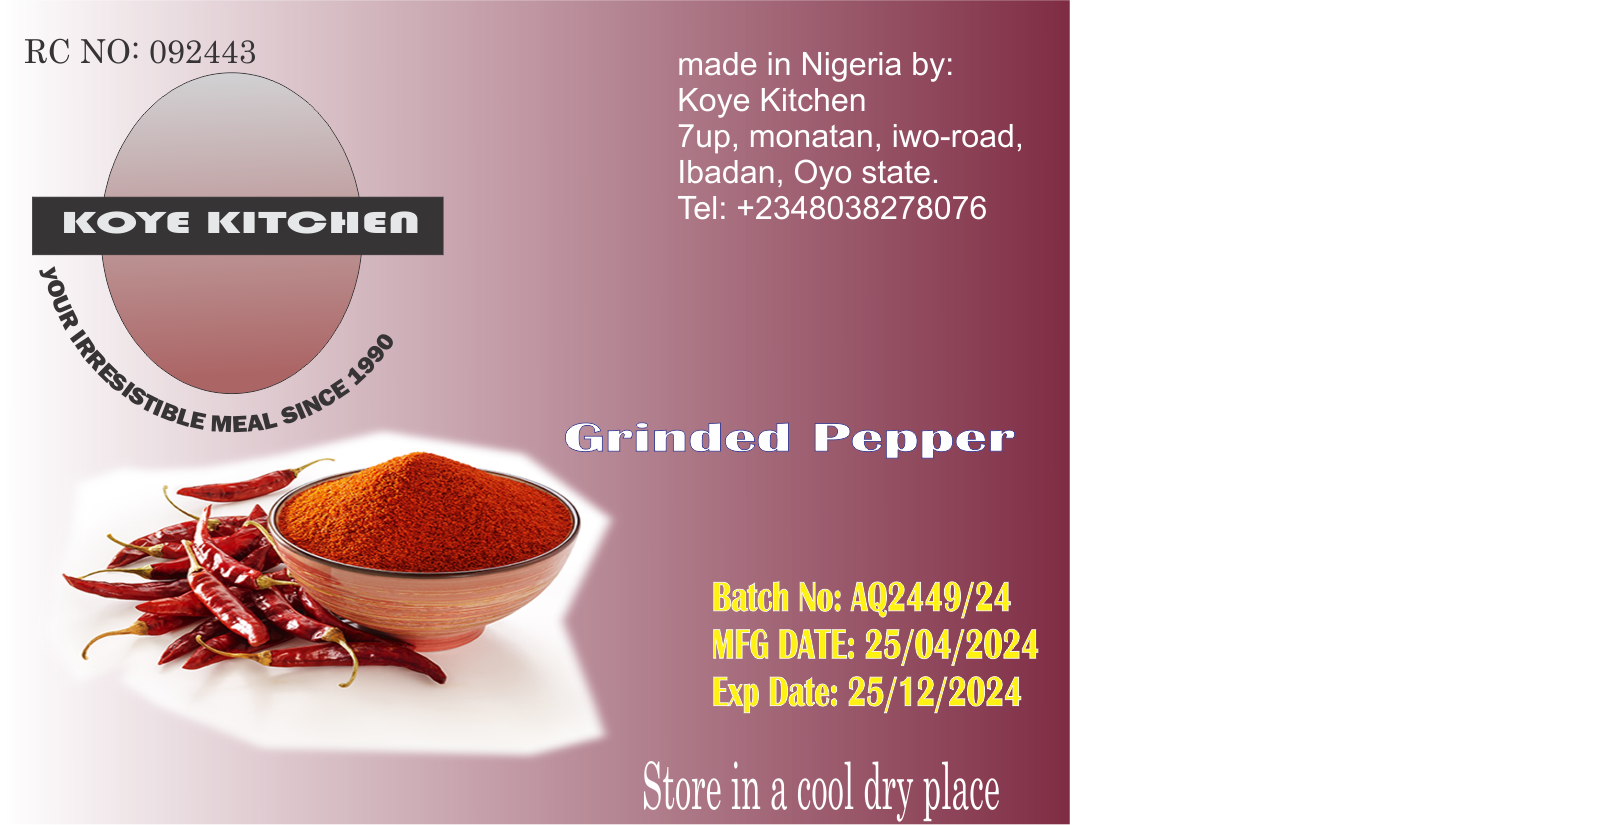 RC NO: 092443
KOYE KITCHEN
yOUR IRRESISTIBLE MEAL SINCE 1990
made in Nigeria by:
Koye Kitchen
7up, monatan, iwo-road,
Ibadan, Oyo state.
Tel: +2348038278076
Grinded Pepper
Batch No: AQ2449/24
MFG DATE: 25/04/2024
Exp Date: 25/12/2024
Store in a cool dry place